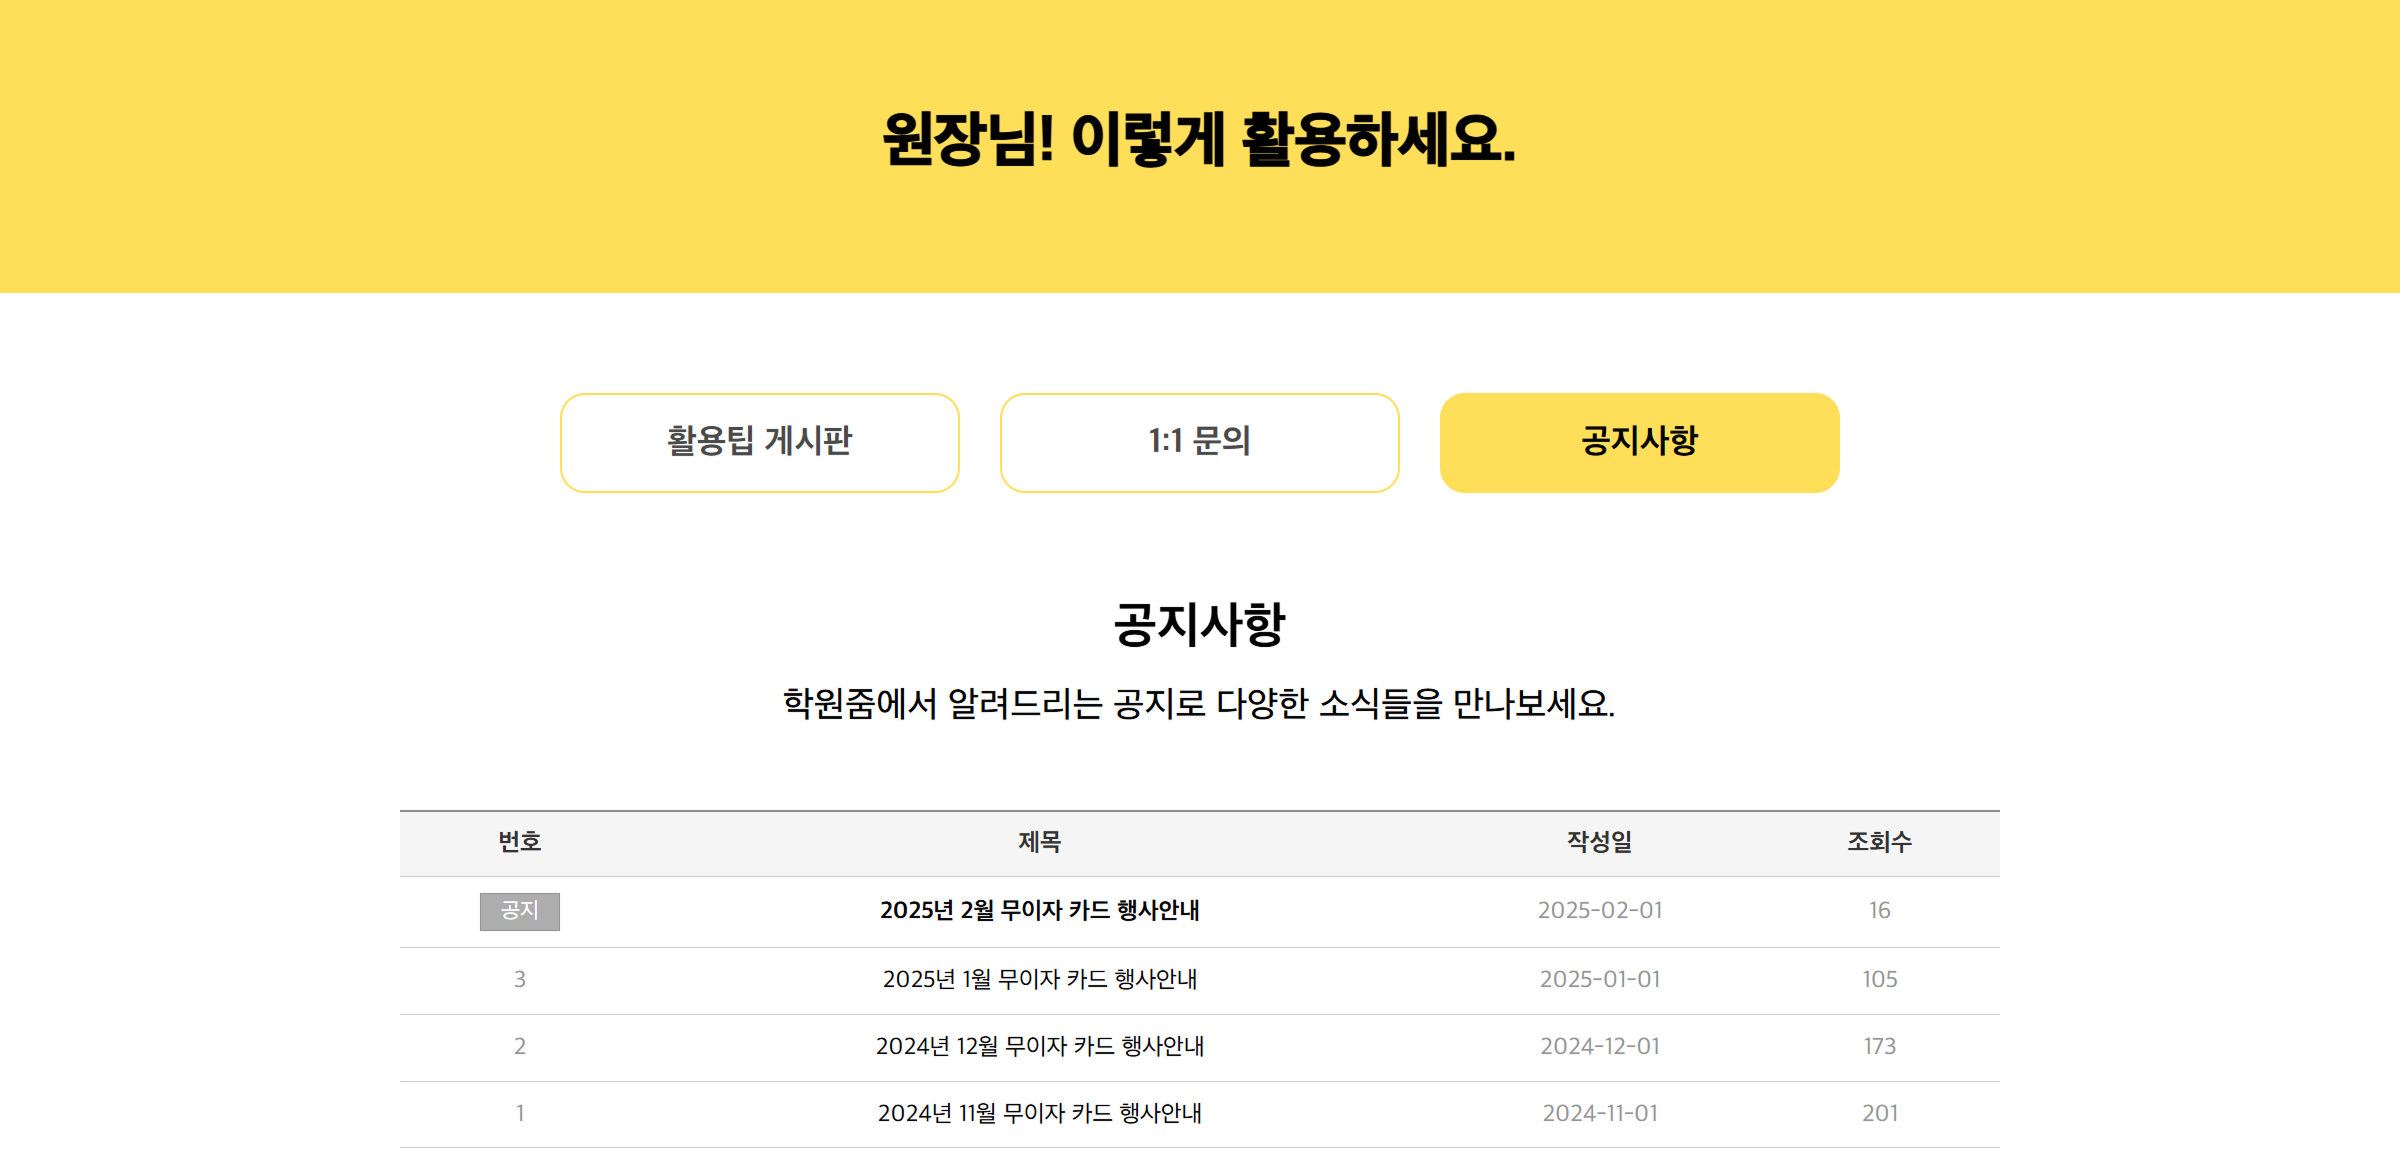 원장님! 이렇게 활용하세요.
활용팁 게시판 1:1 문의 공지사항
공지사항
학원줌에서 알려드리는 공지로 다양한 소식들을 만나보세요.
번호 제목 작성일 조회수
공지 2025년 2월 무이자 카드 행사안내 2025-02-01 16
3 2025년 1월 무이자 카드 행사안내 2025-01-01 105
2 2024년 12월 무이자 카드 행사안내 2024-12-01 173
1 2024년 11월 무이자 카드 행사안내 2024-11-01 201